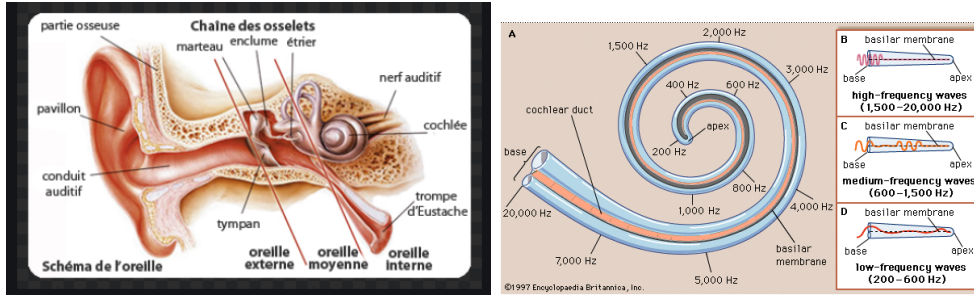 partie osseuse
Chaîne des osselets
marteau
enclume
étrier
nerf auditif
pavillon
cochlée
conduit
auditif
tympan
trompe
d'Eustache
oreille
externe
oreille
moyenne
oreille
interne
Schéma de l'oreille
A
2,000 Hz
1,500 Hz
3,000 Hz
400 Hz
600 Hz
cochlear duct
apex
200 Hz
base
800 Hz
1,000 Hz
20,000 Hz
4,000 Hz
7,000 Hz
basilar
membrane
5,000 Hz
©1997 Encyclopaedia Britannica, Inc.
B
basilar membrane
base
apex
high-frequency waves
(1,500–20,000 Hz)
C
basilar membrane
base
apex
medium-frequency waves
(600–1,500 Hz)
D
basilar membrane
base
apex
low-frequency waves
(200–600 Hz)